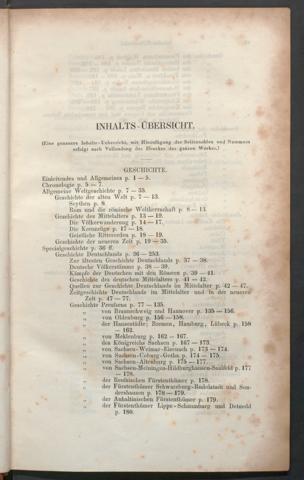 INHALTS-ÜBERSICHT.
(Eine genauere Inhalts-Uebersicht, mit Hinzufügung der Seitenzahlen und Nummern
erfolgt nach Vollendung des Druckes des ganzen Werkes.)
GESCHICHTE.
Einleitendes und Allgemeines p. 1 — 5.
Chronologie p. 5 — 7.
Allgemeine Weltgeschichte p. 7 — 35.
Geschichte der alten Welt p. 7 — 13.
Scythen p. 8.
Rom und die römische Weltherrschaft p. 8 — 13.
Geschichte des Mittelalters p. 13 — 19.
Die Völkerwanderung p. 14 — 17.
Die Kreuzzüge p. 17 — 18.
Geistliche Ritterorden p. 18 — 19.
Geschichte der neueren Zeit p. 19 — 35.
Specialgeschichte p. 36 ff.
Geschichte Deutschlands p. 36 — 253.
Zur ältesten Geschichte Deutschlands p. 37 — 38.
Deutsche Völkerstämme p. 38 — 39.
Kämpfe der Deutschen mit den Römern p. 39 — 41.
Geschichte des deutschen Mittelalters p. 41 — 42.
Quellen zur Geschichte Deutschlands im Mittelalter p. 42 — 47.
Zeitgeschichte Deutschlands im Mittelalter und in der neueren
Zeit p. 47 — 77.
Geschichte Preußens p. 77 — 135.
„ von Braunschweig und Hannover p. 135 — 156.
„ von Oldenburg p. 156 — 158.
„ der Hansestädte; Bremen, Hamburg, Lübeck p. 158
— 162.
„ von Meklenburg p. 162 — 167.
„ des Königreichs Sachsen p. 167 — 173.
„ von Sachsen-Weimar-Eisenach p. 173 — 174.
„ von Sachsen-Coburg-Gotha p. 174 — 175.
„ von Sachsen-Altenburg p. 175 — 177.
„ von Sachsen-Meiningen-Hildburghausen-Saalfeld p. 177
— 178.
„ der Reußischen Fürstenthümer p. 178.
„ der Fürstenthümer Schwarzburg-Rudolstadt und Son-
dershausen p. 178 — 179.
„ der Anhaltinischen Fürstenthümer p. 179.
„ der Fürstenthümer Lippe-Schaumburg und Detmold
p. 180.